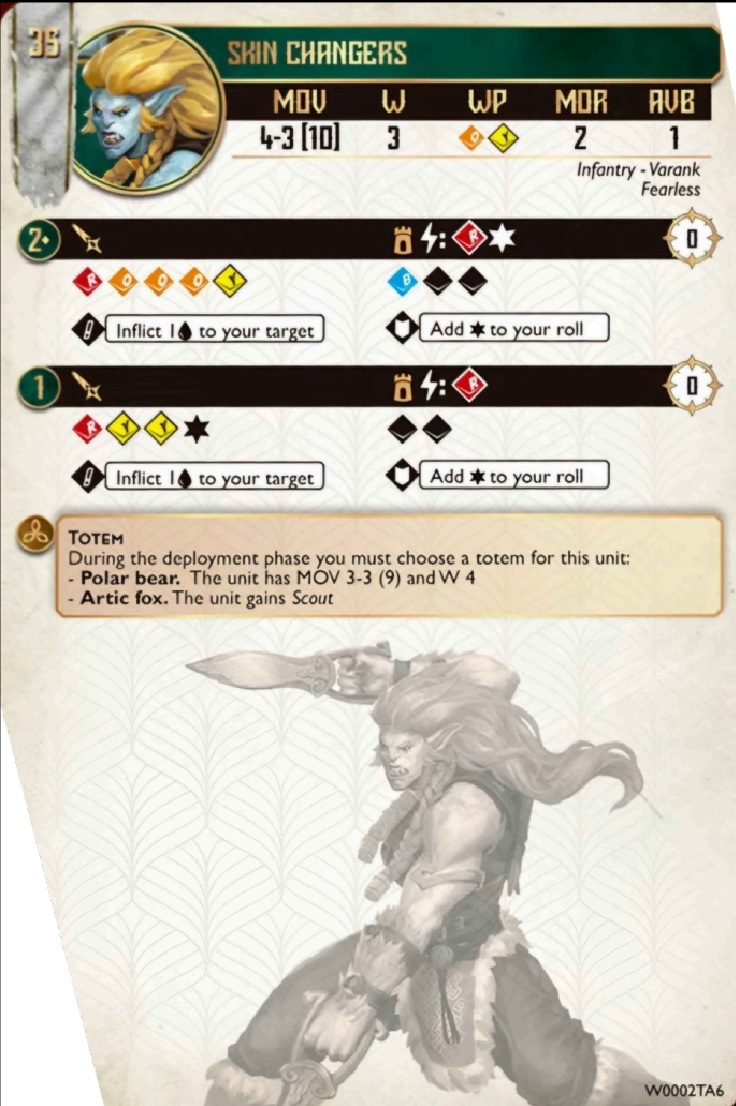 35
SKIN CHANGERS
MOV W WP MOR AVB
4-3 [10] 3 O Y 2 1
Infantry - Varank
Fearless
2+ : R 0
R O O O Y B
Inflict 1 to your target Add to your roll
1 : R 0
R Y Y
Inflict 1 to your target Add to your roll
TOTEM
During the deployment phase you must choose a totem for this unit:
- Polar bear. The unit has MOV 3-3 (9) and W 4
- Artic fox. The unit gains Scout
W0002TA6